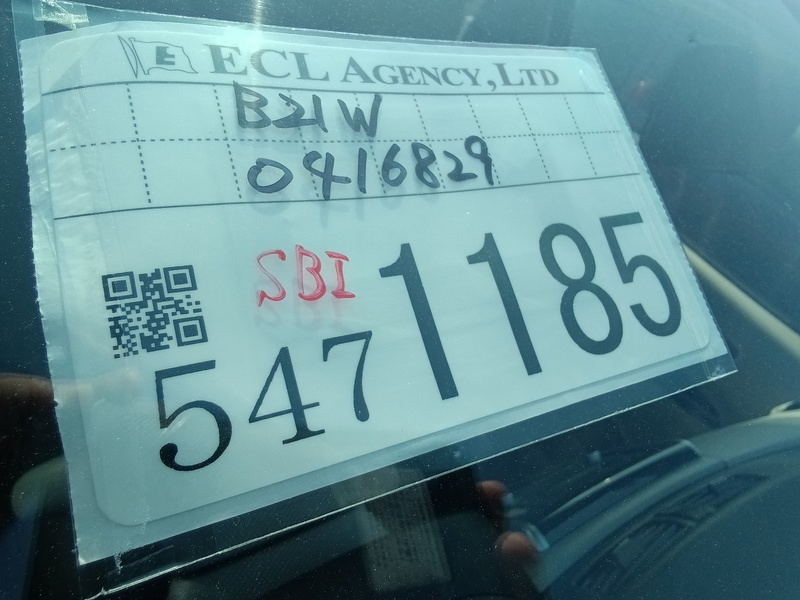 E ECL AGENCY, LTD
B21W
0416829
SBI
547 1185